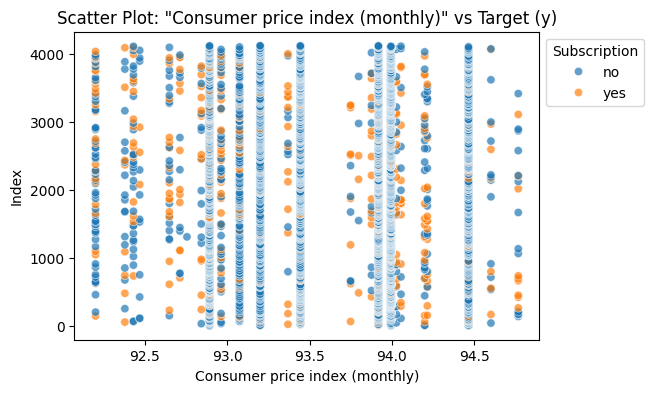 Scatter Plot: "Consumer price index (monthly)" vs Target (y)
Subscription
no
yes
Index
4000
3000
2000
1000
0
92.5
93.0
93.5
94.0
94.5
Consumer price index (monthly)